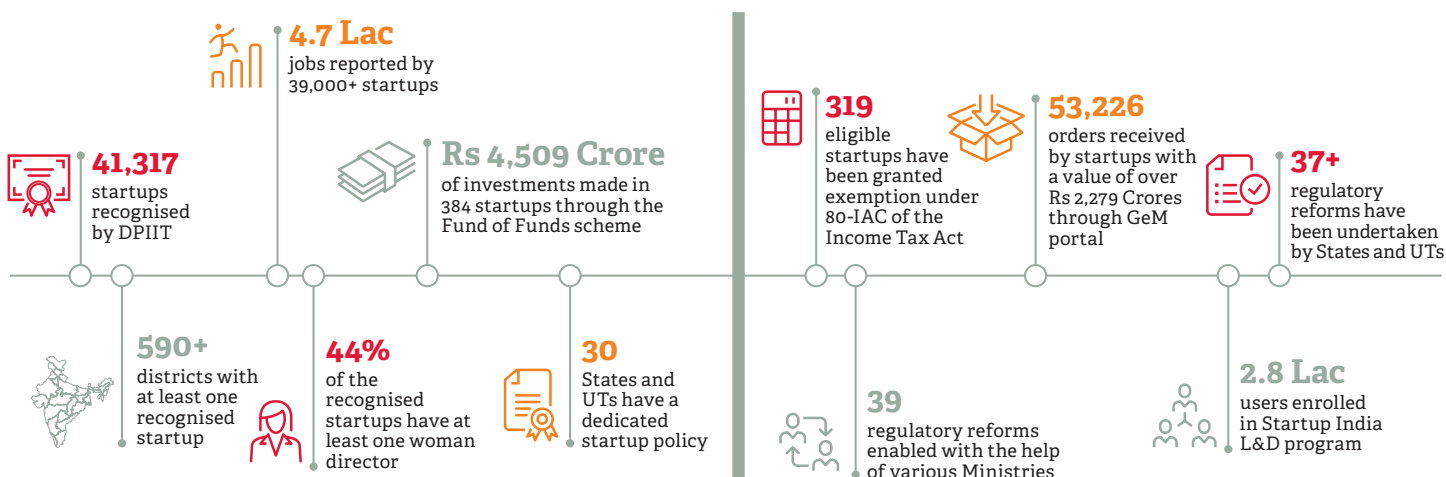 4.7 Lac
jobs reported by
39,000+ startups
41,317
startups
recognised
by DPIIT
Rs 4,509 Crore
of investments made in
384 startups through the
Fund of Funds scheme
590+
districts with
at least one
recognised
startup
44%
of the
recognised
startups have at
least one woman
director
30
States and
UTs have a
dedicated
startup policy
319
eligible
startups have
been granted
exemption under
80-IAC of the
Income Tax Act
53,226
orders received
by startups with
a value of over
Rs 2,279 Crores
through GeM
portal
37+
regulatory
reforms have
been undertaken
by States and UTs
39
regulatory reforms
enabled with the help
of various Ministries
2.8 Lac
users enrolled
in Startup India
L&D program